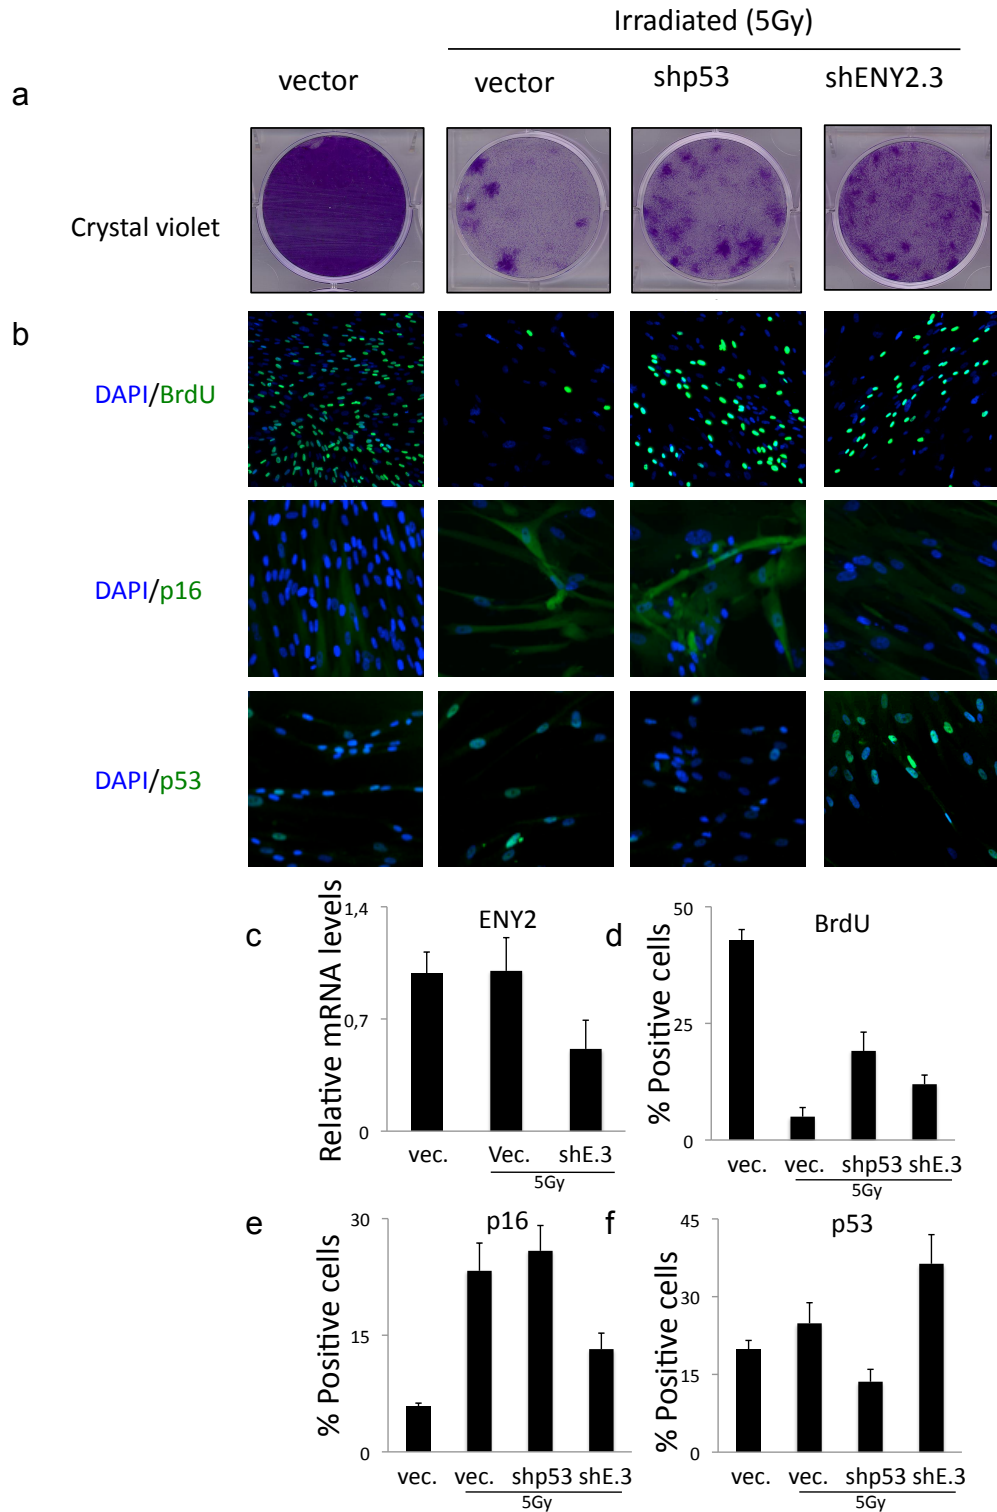 Irradiated (5Gy)
vector
vector
shp53
shENY2.3
a
Crystal violet
b
DAPI/BrdU
DAPI/p16
DAPI/p53
c
ENY2
Relative mRNA levels
1,4
0,7
0
vec.
Vec.
shE.3
5Gy
d
BrdU
% Positive cells
50
25
0
vec.
vec.
shp53
shE.3
5Gy
e
p16
% Positive cells
30
15
0
vec.
vec.
shp53
shE.3
5Gy
f
p53
% Positive cells
45
30
15
0
vec.
vec.
shp53
shE.3
5Gy